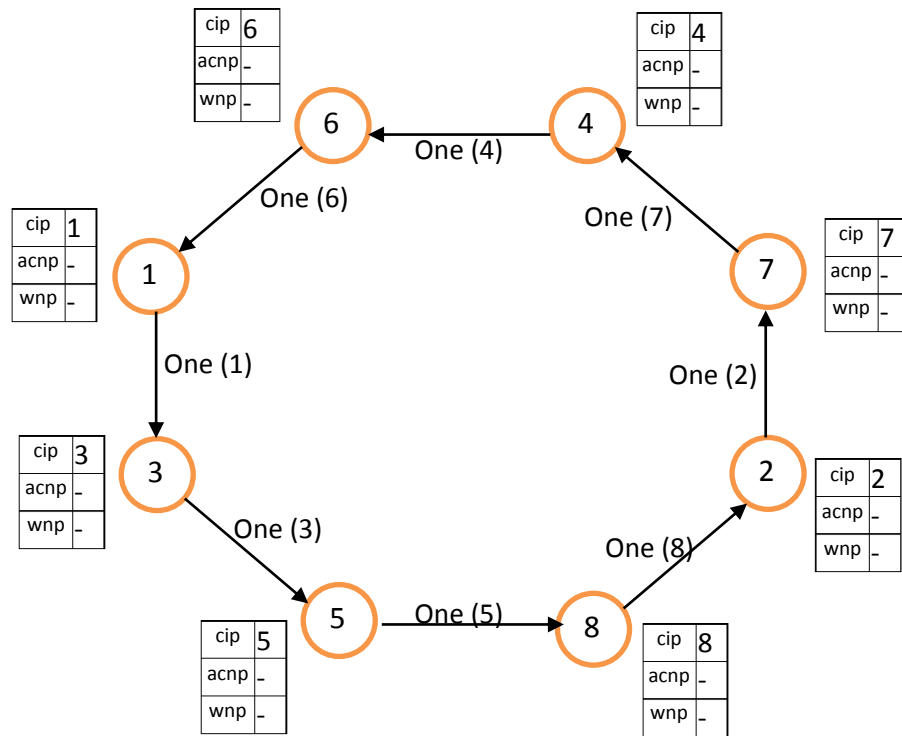 cip 6
acnp -
wnp -
cip 4
acnp -
wnp -
6
4
One (4)
One (6)
One (7)
cip 1
acnp -
wnp -
1
7
cip 7
acnp -
wnp -
One (1)
One (2)
cip 3
acnp -
wnp -
3
2
cip 2
acnp -
wnp -
One (3)
One (8)
5
One (5)
8
cip 5
acnp -
wnp -
cip 8
acnp -
wnp -